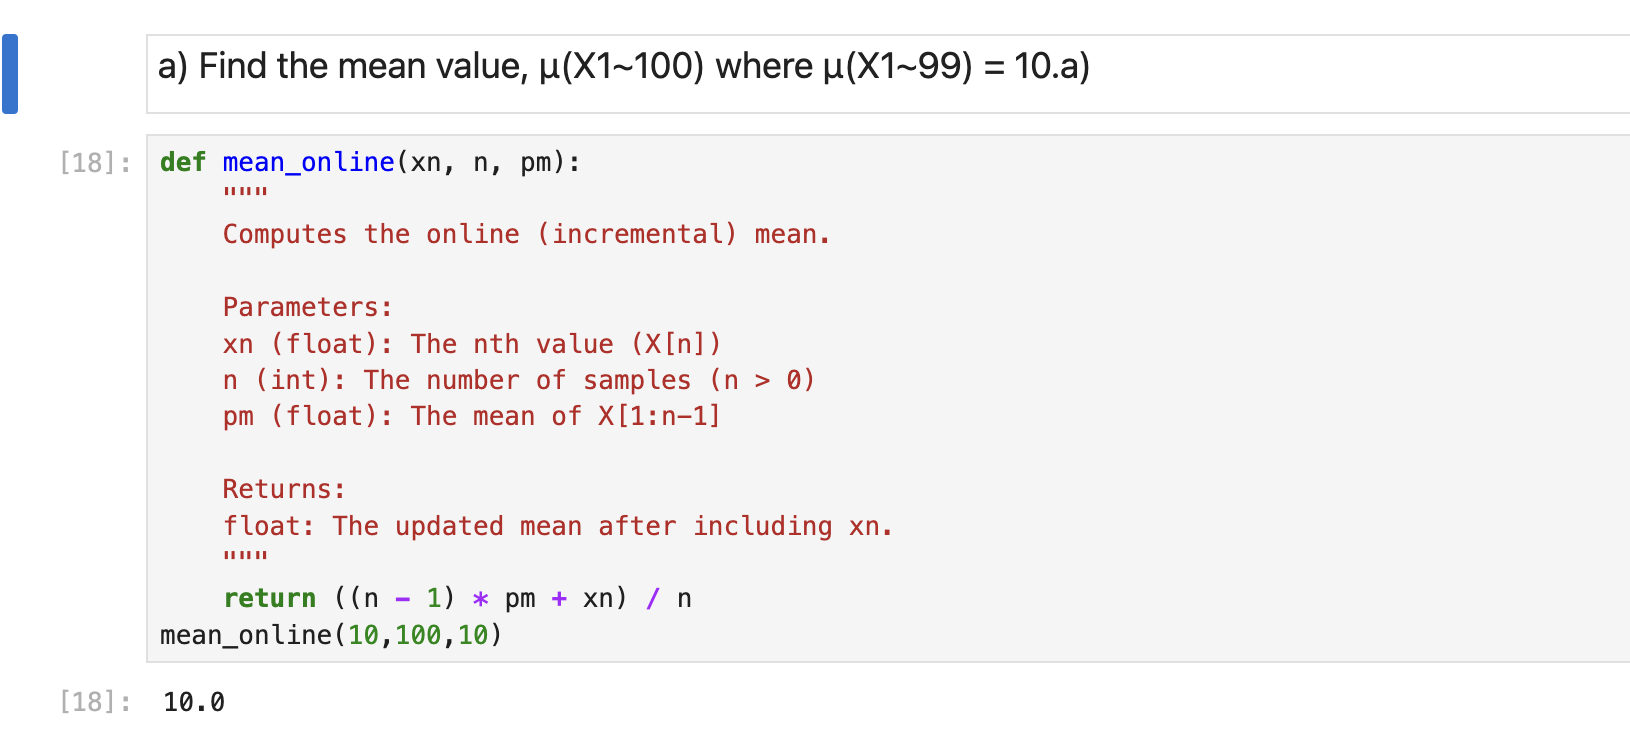 a) Find the mean value, μ(X1~100) where μ(X1~99) = 10.a)
[18]: def mean_online(xn, n, pm):
    """
    Computes the online (incremental) mean.

    Parameters:
    xn (float): The nth value (X[n])
    n (int): The number of samples (n > 0)
    pm (float): The mean of X[1:n-1]

    Returns:
    float: The updated mean after including xn.
    """
    return ((n - 1) * pm + xn) / n
mean_online(10,100,10)
[18]: 10.0